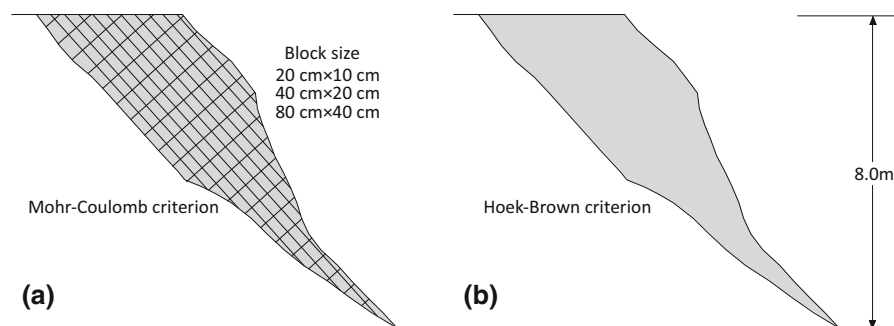 Block size
20 cm×10 cm
40 cm×20 cm
80 cm×40 cm
Mohr-Coulomb criterion
(a)
Hoek-Brown criterion
(b)
8.0m